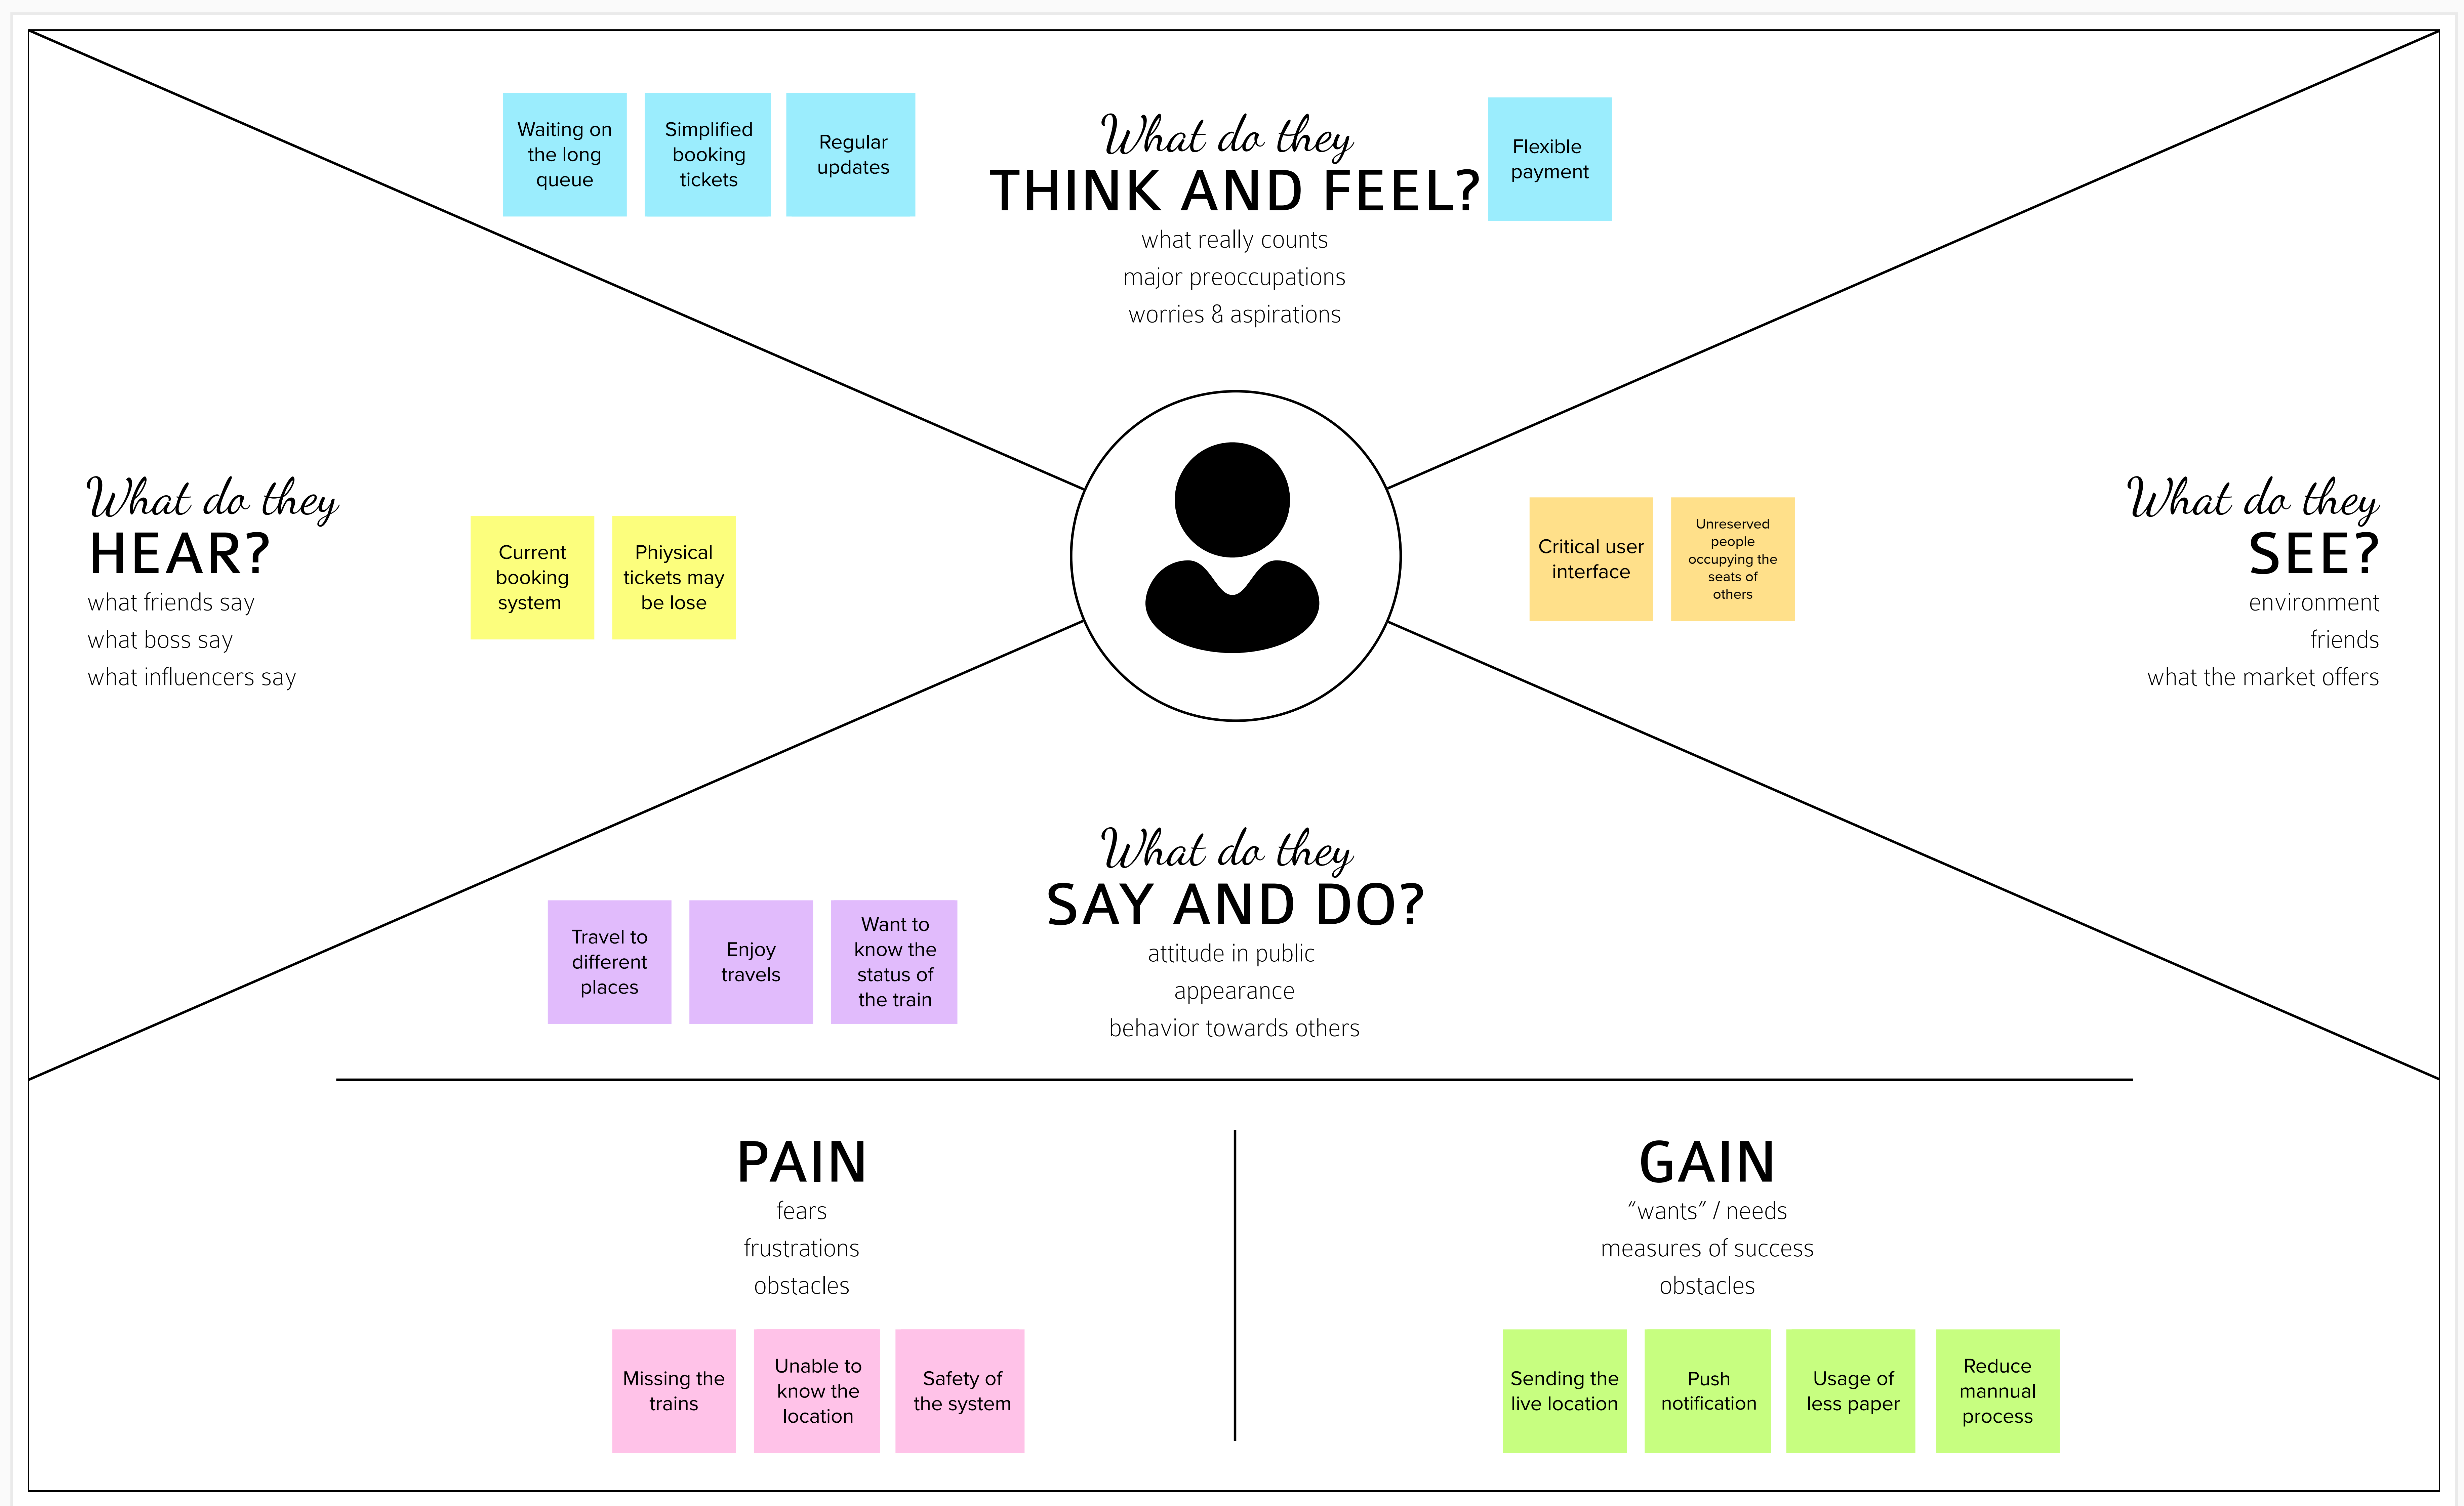 Waiting on
the long
queue
Simplified
booking
tickets
Regular
updates
What do they
THINK AND FEEL?
what really counts
major preoccupations
worries & aspirations
Flexible
payment
What do they
HEAR?
what friends say
what boss say
what influencers say
Current
booking
system
Phiysical
tickets may
be lose
Critical user
interface
Unreserved
people
occupying the
seats of
others
What do they
SEE?
environment
friends
what the market offers
What do they
SAY AND DO?
attitude in public
appearance
behavior towards others
Travel to
different
places
Enjoy
travels
Want to
know the
status of
the train
PAIN
fears
frustrations
obstacles
Missing the
trains
Unable to
know the
location
Safety of
the system
GAIN
“wants” / needs
measures of success
obstacles
Sending the
live location
Push
notification
Usage of
less paper
Reduce
mannual
process